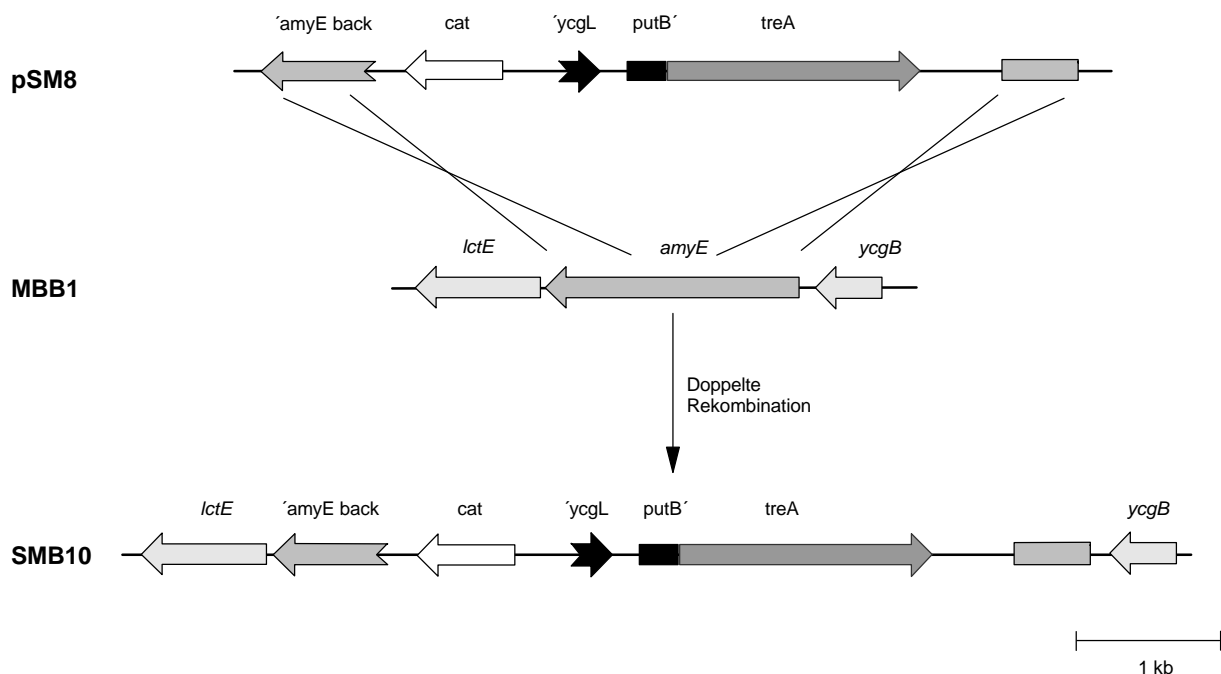 ´amyE back cat ´ycgL putB´ treA
pSM8
lctE amyE ycgB
MBB1
Doppelte
Rekombination
lctE ´amyE back cat ´ycgL putB´ treA ycgB
SMB10
1 kb